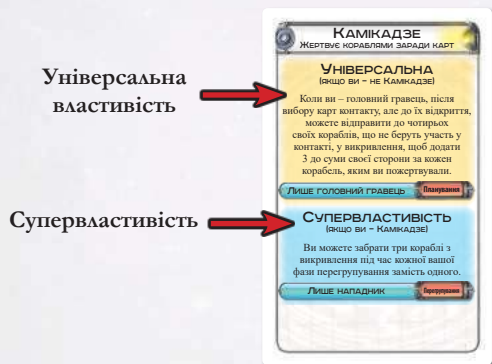 Універсальна
властивість
Супервластивість
Камікадзе
Жертвує кораблями заради карт
Універсальна
(якщо ви – не Камікадзе)
Коли ви – головний гравець, після
вибору карт контакту, але до їх відкриття,
можете відправити до чотирьох
своїх кораблів, що не беруть участь у
контакті, у викривлення, щоб додати
3 до суми своєї сторони за кожен
корабель, яким ви пожертвували.
Лише головний гравець Планування
Супервластивість
(якщо ви – Камікадзе)
Ви можете забрати три кораблі з
викривлення під час кожної вашої
фази перегрупування замість одного.
Лише нападник Перегрупування